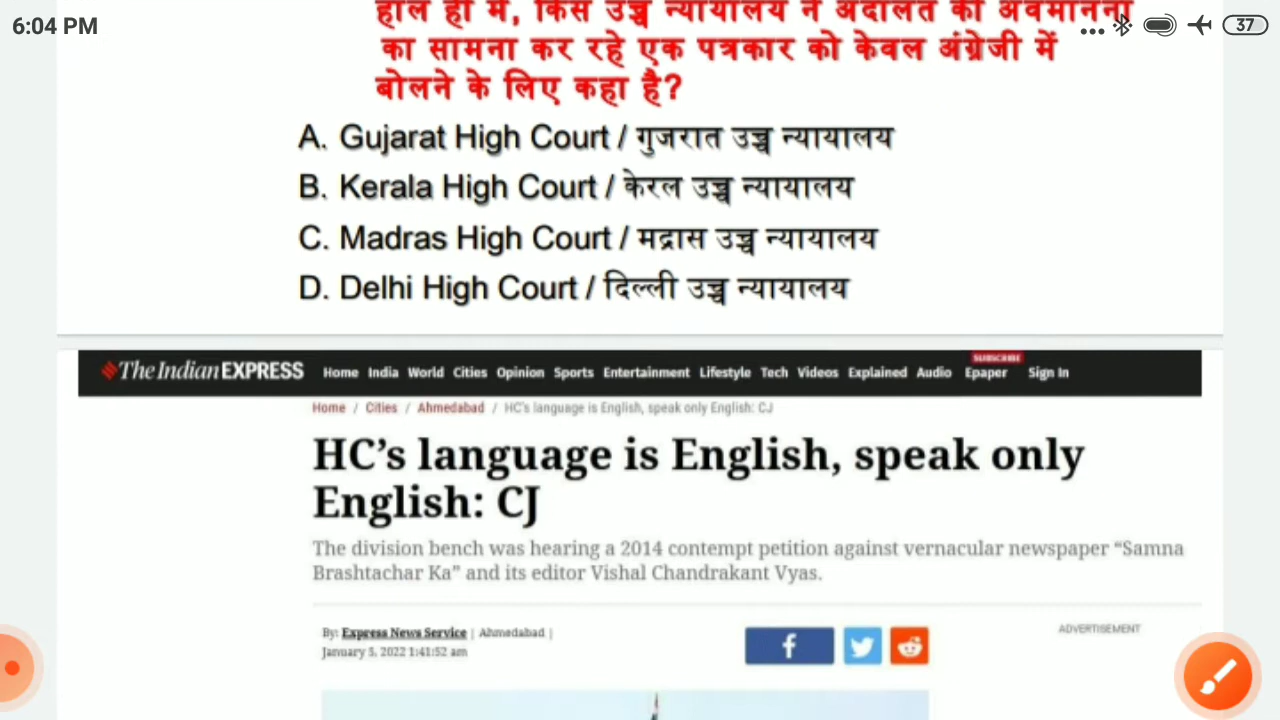 6:04 PM
37
हाल ही में, किस उच्च न्यायालय ने अदालत की अवमानना
का सामना कर रहे एक पत्रकार को केवल अंग्रेजी में
बोलने के लिए कहा है?
A. Gujarat High Court / गुजरात उच्च न्यायालय
B. Kerala High Court / केरल उच्च न्यायालय
C. Madras High Court / मद्रास उच्च न्यायालय
D. Delhi High Court / दिल्ली उच्च न्यायालय
SUBSCRIBE
The Indian EXPRESS Home India World Cities Opinion Sports Entertainment Lifestyle Tech Videos Explained Audio Epaper Sign In
Home / Cities / Ahmedabad / HC's language is English, speak only English: CJ
HC’s language is English, speak only
English: CJ
The division bench was hearing a 2014 contempt petition against vernacular newspaper “Samna
Brashtachar Ka” and its editor Vishal Chandrakant Vyas.
By: Express News Service | Ahmedabad |
January 5, 2022 1:41:52 am
f
ADVERTISEMENT